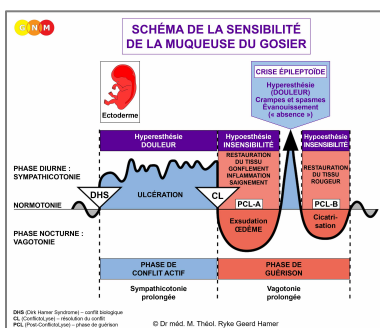 GNM
SCHÉMA DE LA SENSIBILITÉ
DE LA MUQUEUSE DU GOSIER
CRISE ÉPILEPTOÏDE
Hyperesthésie
(DOULEUR)
Crampes et spasmes
Évanouissement
(« absence »)
Ectoderme
Hyperesthésie
DOULEUR
Hypoesthésie
INSENSIBILITÉ
Hypoesthésie
INSENSIBILITÉ
PHASE DIURNE :
SYMPATHICOTONIE
RESTAURATION
DU TISSU
GONFLEMENT
INFLAMMATION
SAIGNEMENT
RESTAURATION
DU TISSU
ROUGEUR
DHS
ULCÉRATION
CL
NORMOTONIE
PCL-A
PCL-B
PHASE NOCTURNE :
VAGOTONIE
Exsudation
ŒDÈME
Cicatri-
sation
PHASE DE
CONFLIT ACTIF
PHASE DE
GUÉRISON
Sympathicotonie
prolongée
Vagotonie
prolongée
DHS (Dirk Hamer Syndrome) – conflit biologique
CL (ConflictoLyse) – résolution du conflit
PCL (Post-ConflictoLyse) – phase de guérison
© Dr méd. M. Théol. Ryke Geerd Hamer